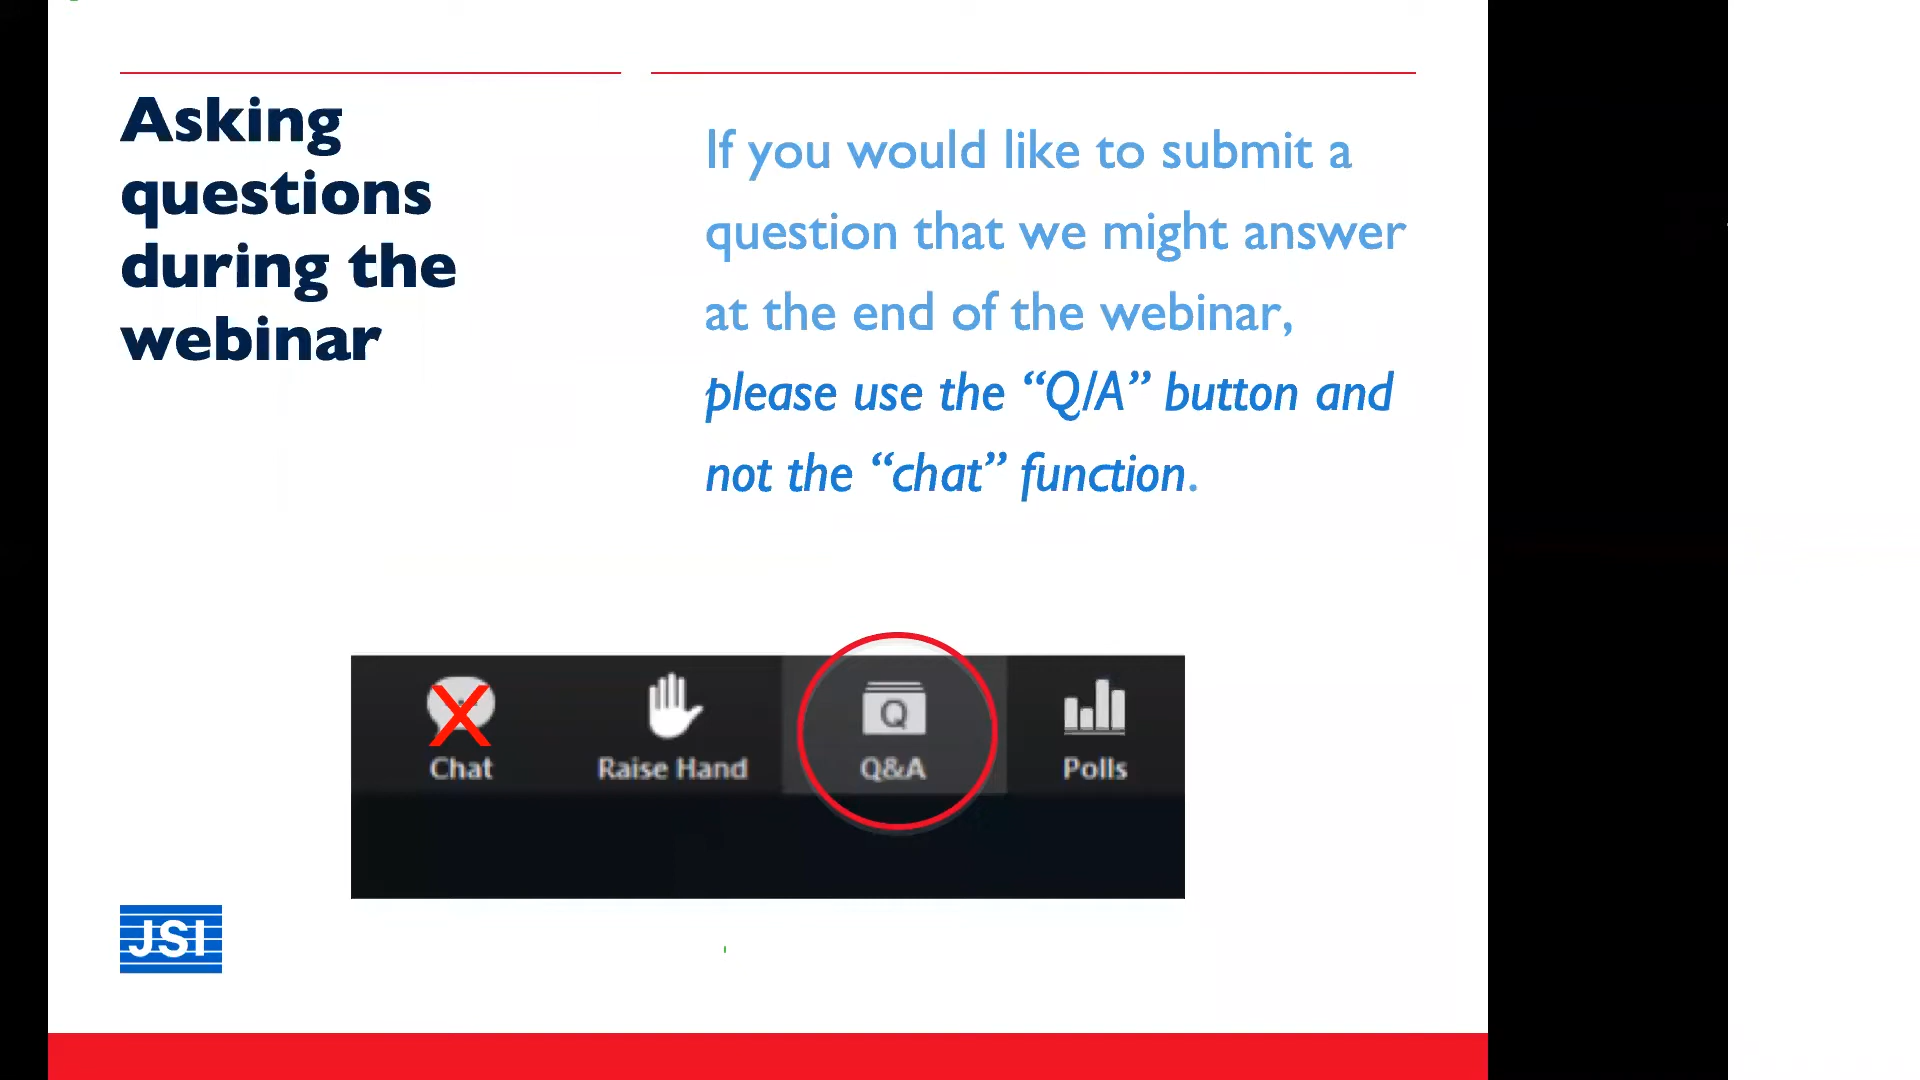 Asking
questions
during the
webinar
If you would like to submit a
question that we might answer
at the end of the webinar,
please use the “Q/A” button and
not the “chat” function.
X
Q
Chat
Raise Hand
Q&A
Polls
JSI